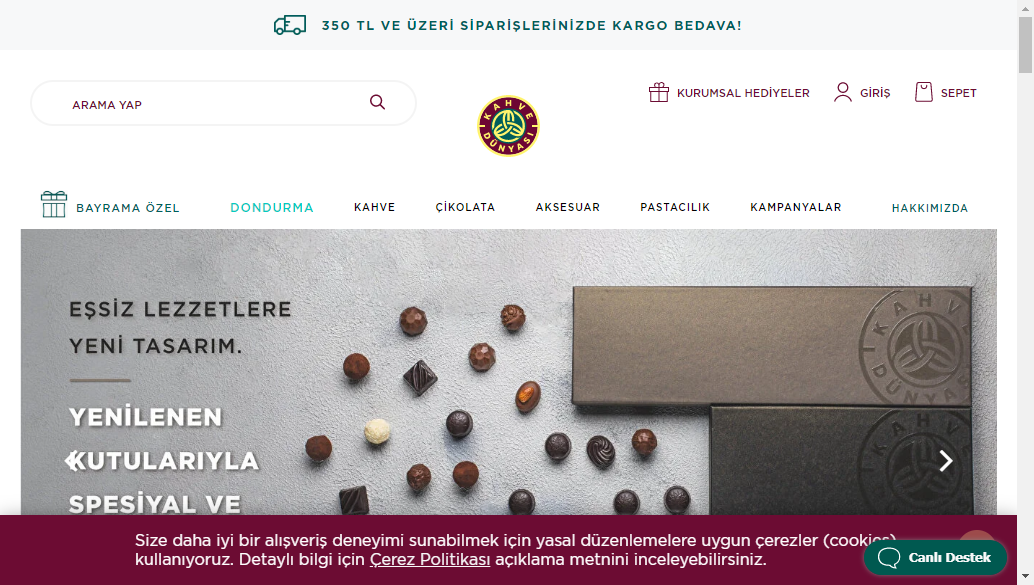 350 TL VE ÜZERİ SİPARİŞLERİNİZDE KARGO BEDAVA!
ARAMA YAP
KURUMSAL HEDİYELER
GİRİŞ
SEPET
KAHVE DÜNYASI
BAYRAMA ÖZEL
DONDURMA
KAHVE
ÇİKOLATA
AKSESUAR
PASTACILIK
KAMPANYALAR
HAKKIMIZDA
EŞSİZ LEZZETLERE
YENİ TASARIM.
YENİLENEN
KUTULARIYLA
SPESİYAL VE
KAHVE DÜNYASI
KAHVE DÜNYAS
Size daha iyi bir alışveriş deneyimi sunabilmek için yasal düzenlemelere uygun çerezler (cookies)
kullanıyoruz. Detaylı bilgi için Çerez Politikası açıklama metnini inceleyebilirsiniz.
Canlı Destek